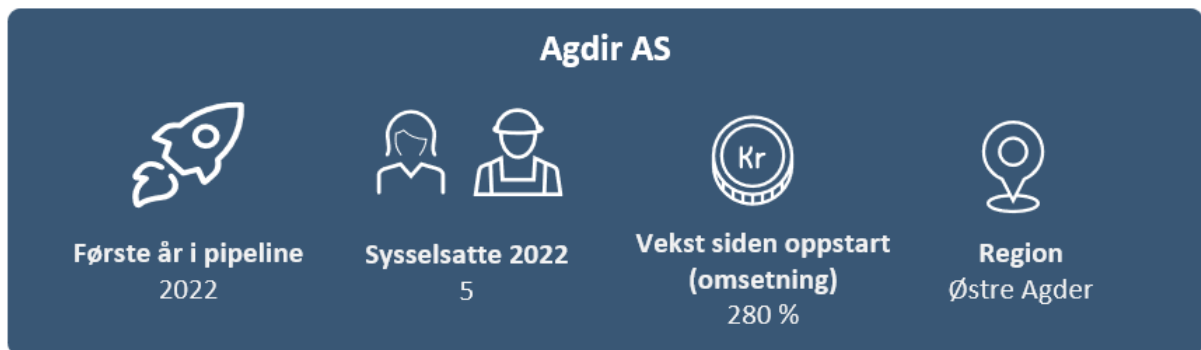 Agdir AS
Kr
Første år i pipeline
2022
Sysselsatte 2022
5
Vekst siden oppstart
(omsetning)
280 %
Region
Østre Agder